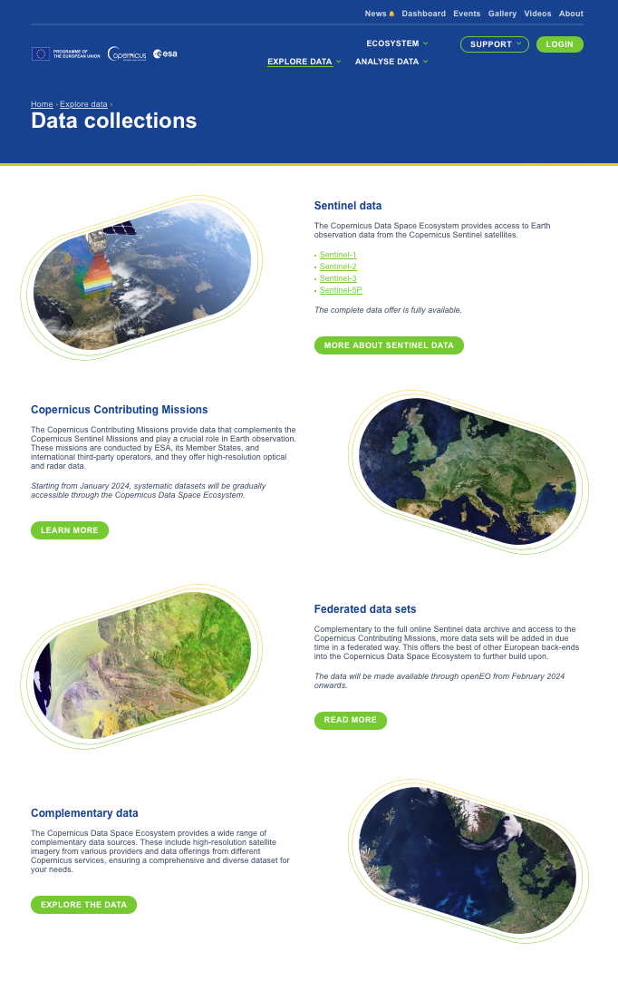 News Dashboard Events Gallery Videos About
PROGRAMME OF
THE EUROPEAN UNION
opernicus
esa
ECOSYSTEM
SUPPORT
LOGIN
EXPLORE DATA ANALYSE DATA
Home › Explore data ›
Data collections
Sentinel data
The Copernicus Data Space Ecosystem provides access to Earth
observation data from the Copernicus Sentinel satellites.
• Sentinel-1
• Sentinel-2
• Sentinel-3
• Sentinel-5P
The complete data offer is fully available.
MORE ABOUT SENTINEL DATA
Copernicus Contributing Missions
The Copernicus Contributing Missions provide data that complements the
Copernicus Sentinel Missions and play a crucial role in Earth observation.
These missions are conducted by ESA, its Member States, and
international third-party operators, and they offer high-resolution optical
and radar data.
Starting from January 2024, systematic datasets will be gradually
accessible through the Copernicus Data Space Ecosystem.
LEARN MORE
Federated data sets
Complementary to the full online Sentinel data archive and access to the
Copernicus Contributing Missions, more data sets will be added in due
time in a federated way. This offers the best of other European back-ends
into the Copernicus Data Space Ecosystem to further build upon.
The data will be made available through openEO from February 2024
onwards.
READ MORE
Complementary data
The Copernicus Data Space Ecosystem provides a wide range of
complementary data sources. These include high-resolution satellite
imagery from various providers and data offerings from different
Copernicus services, ensuring a comprehensive and diverse dataset for
your needs.
EXPLORE THE DATA